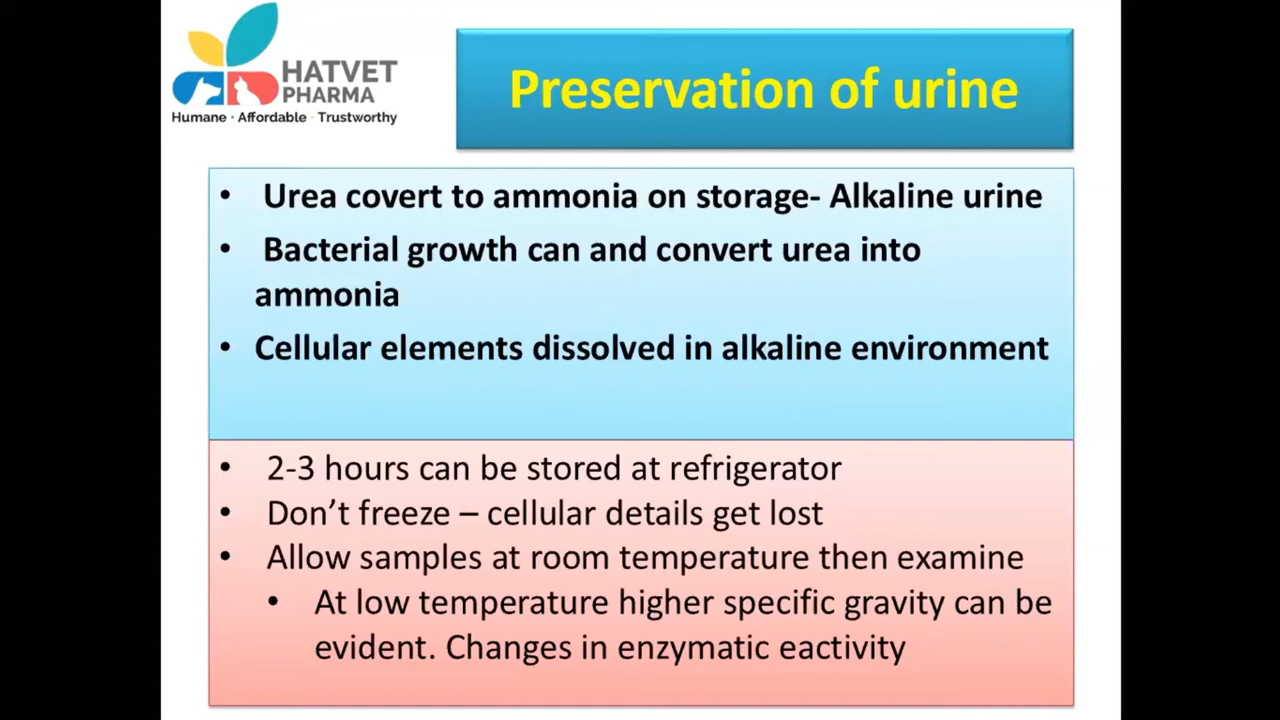 HATVET
PHARMA
Humane · Affordable · Trustworthy
Preservation of urine
• Urea covert to ammonia on storage- Alkaline urine
• Bacterial growth can and convert urea into
ammonia
• Cellular elements dissolved in alkaline environment
• 2-3 hours can be stored at refrigerator
• Don’t freeze – cellular details get lost
• Allow samples at room temperature then examine
• At low temperature higher specific gravity can be
evident. Changes in enzymatic eactivity